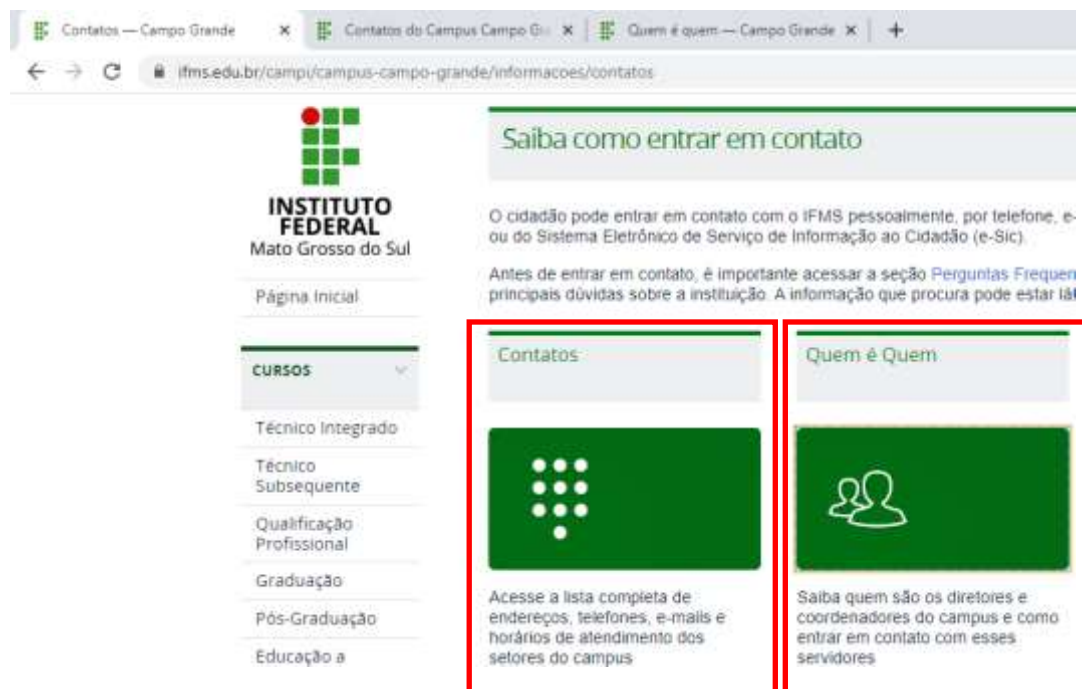 Contatos — Campo Grande
Contatos do Campus Campo Gr
Quem é quem — Campo Grande
ifms.edu.br/campi/campus-campo-grande/informacoes/contatos
INSTITUTO
FEDERAL
Mato Grosso do Sul
Página Inicial
CURSOS
Técnico Integrado
Técnico
Subsequente
Qualificação
Profissional
Graduação
Pós-Graduação
Educação a
Saiba como entrar em contato
O cidadão pode entrar em contato com o IFMS pessoalmente, por telefone, e-
ou do Sistema Eletrônico de Serviço de Informação ao Cidadão (e-Sic).
Antes de entrar em contato, é importante acessar a seção Perguntas Frequen
principais dúvidas sobre a instituição. A informação que procura pode estar lá!
Contatos
Acesse a lista completa de
endereços, telefones, e-mails e
horários de atendimento dos
setores do campus
Quem é Quem
Saiba quem são os diretores e
coordenadores do campus e como
entrar em contato com esses
servidores